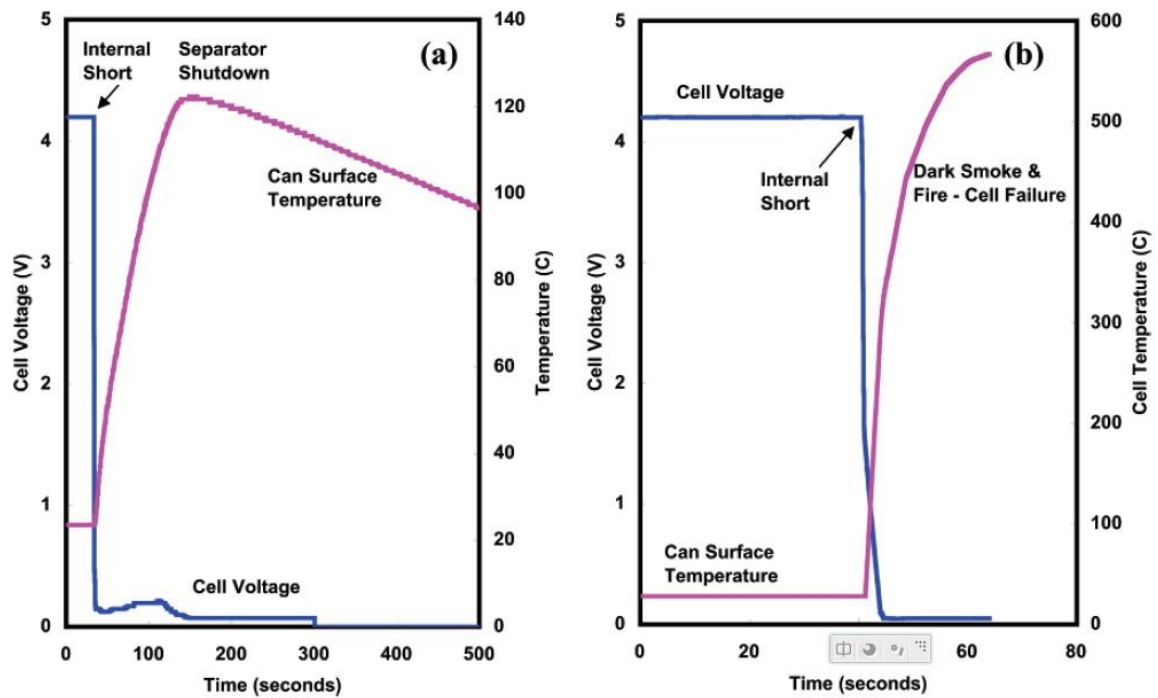 (a)
Internal
Short
Separator
Shutdown
Can Surface
Temperature
Cell Voltage
Cell Voltage (V)
5
4
3
2
1
0
Temperature (C)
140
120
100
80
60
40
20
0
0 100 200 300 400 500
Time (seconds)
(b)
Cell Voltage
Internal
Short
Dark Smoke &
Fire - Cell Failure
Can Surface
Temperature
Cell Voltage (V)
5
4
3
2
1
0
Cell Temperature (C)
600
500
400
300
200
100
0
0 20 60 80
Time (seconds)